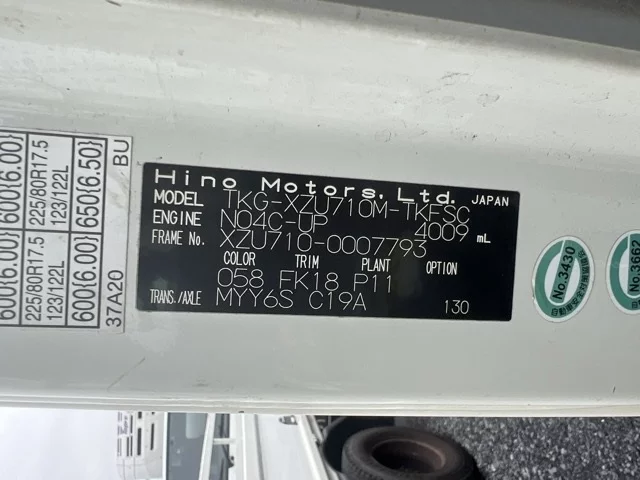 Hino Motors, Ltd. JAPAN
MODEL TKG-XZU710M-TKFSC
ENGINE N04C-UP 4009 mL
FRAME No. XZU710-0007793
COLOR TRIM PLANT OPTION
058 FK18 P11
TRANS./AXLE MYY6S C19A 130
600{6.00} 600{6.00}
225/80R17.5 225/80R17.5
123/122L 123/122L
600{6.00} 650{6.50}
37A20 BU
No.3430